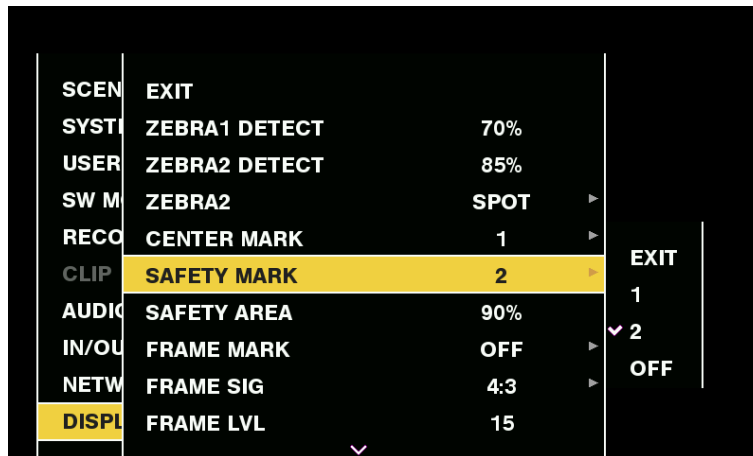 SCEN
SYSTE
USER
SW M
RECO
CLIP
AUDIO
IN/OU
NETW
DISPL
EXIT
ZEBRA1 DETECT 70%
ZEBRA2 DETECT 85%
ZEBRA2 SPOT
CENTER MARK 1
SAFETY MARK 2
SAFETY AREA 90%
FRAME MARK OFF
FRAME SIG 4:3
FRAME LVL 15
EXIT
1
2
OFF